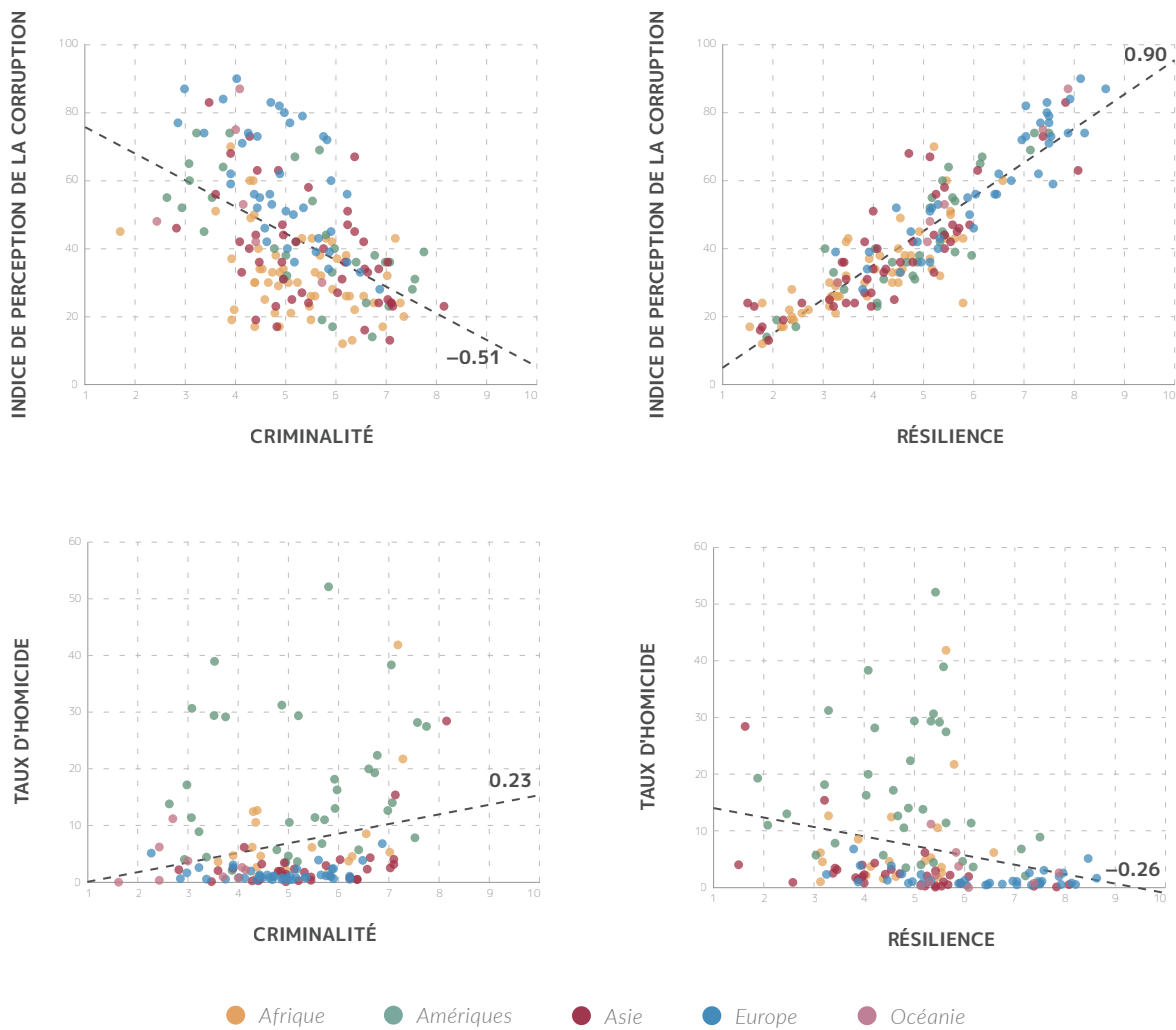 INDICE DE PERCEPTION DE LA CORRUPTION
100
80
60
40
20
0
1 2 3 4 5 6 7 8 9 10
−0.51
CRIMINALITÉ
INDICE DE PERCEPTION DE LA CORRUPTION
100
80
60
40
20
0
1 2 3 4 5 6 7 8 9 10
0.90
RÉSILIENCE
TAUX D'HOMICIDE
60
50
40
30
20
10
0
1 2 3 4 5 6 7 8 9 10
0.23
CRIMINALITÉ
TAUX D'HOMICIDE
60
50
40
30
20
10
0
1 2 3 4 5 6 7 8 9 10
−0.26
RÉSILIENCE
Afrique Amériques Asie Europe Océanie